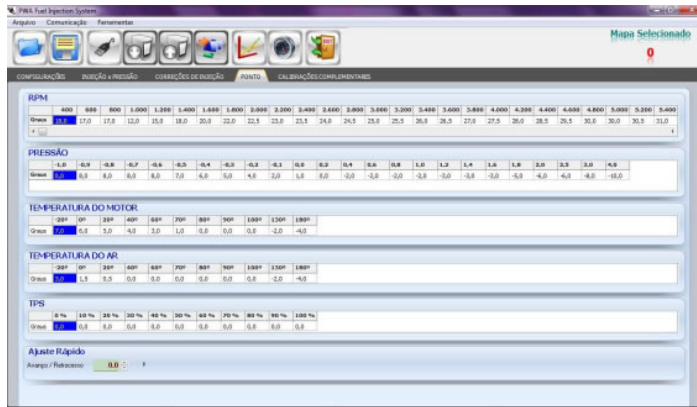 PWA Fuel Injection System
Arquivo Comunicação Ferramentas
Mapa Selecionado
0
CONFIGURAÇÕES INJEÇÃO e PRESSÃO CORREÇÕES DE INJEÇÃO PONTO CALIBRAÇÕES COMPLEMENTARES
RPM
400 600 800 1.000 1.200 1.400 1.600 1.800 2.000 2.200 2.400 2.600 2.800 3.000 3.200 3.400 3.600 3.800 4.000 4.200 4.400 4.600 4.800 5.000 5.200 5.400
Graus 18,0 17,0 17,0 12,0 15,0 18,0 20,0 22,0 22,5 23,0 23,5 24,0 24,5 25,0 25,5 26,0 26,5 27,0 27,5 28,0 28,5 29,5 30,0 30,0 30,5 31,0
PRESSÃO
-1,0 -0,9 -0,8 -0,7 -0,6 -0,5 -0,4 -0,3 -0,2 -0,1 0,0 0,2 0,4 0,6 0,8 1,0 1,2 1,4 1,6 1,8 2,0 2,5 3,0 4,0
Graus 8,0 8,0 8,0 8,0 8,0 7,0 6,0 5,0 4,0 2,0 1,0 0,0 -2,0 -2,0 -2,0 -2,0 -3,0 -3,0 -3,0 -5,0 -6,0 -6,0 -8,0 -10,0
TEMPERATURA DO MOTOR
-20º 0º 20º 40º 60º 70º 80º 90º 100º 130º 180º
Graus 7,0 6,0 5,0 4,0 3,0 1,0 0,0 0,0 0,0 -2,0 -4,0
TEMPERATURA DO AR
-20º 0º 20º 40º 60º 70º 80º 90º 100º 130º 180º
Graus 3,0 1,5 0,5 0,0 0,0 0,0 0,0 0,0 0,0 -2,0 -4,0
TPS
0 % 10 % 20 % 30 % 40 % 50 % 60 % 70 % 80 % 90 % 100 %
Graus 0,0 0,0 0,0 0,0 0,0 0,0 0,0 0,0 0,0 0,0 0,0
Ajuste Rápido
Avanço / Retrocesso 0.0 º